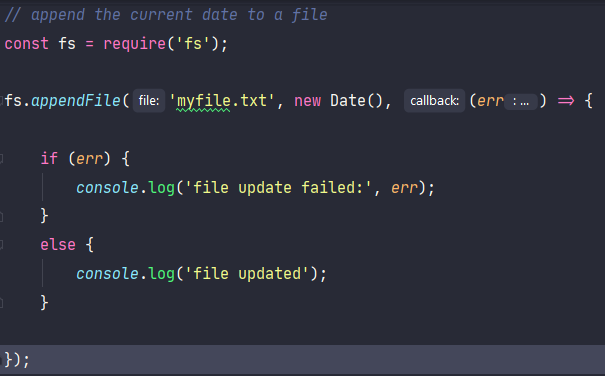 // append the current date to a file
const fs = require('fs');
fs.appendFile( file: 'myfile.txt', new Date(), callback: (err : ... ) => {
if (err) {
console.log('file update failed:', err);
}
else {
console.log('file updated');
}
});